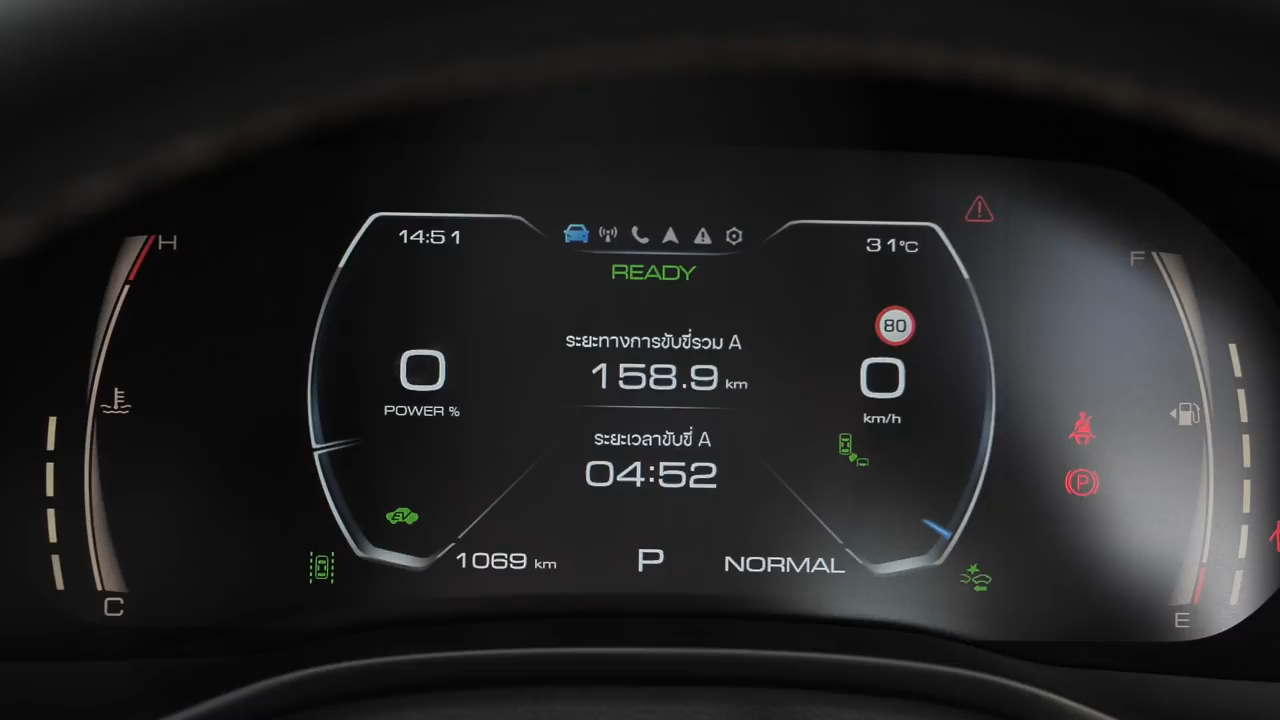 H
14:51
31°C
F
READY
80
ระยะทางการขับขี่รวม A
158.9 km
0
POWER %
0
km/h
ระยะเวลาขับขี่ A
04:52
P
EV
1069 km
P
NORMAL
C
E